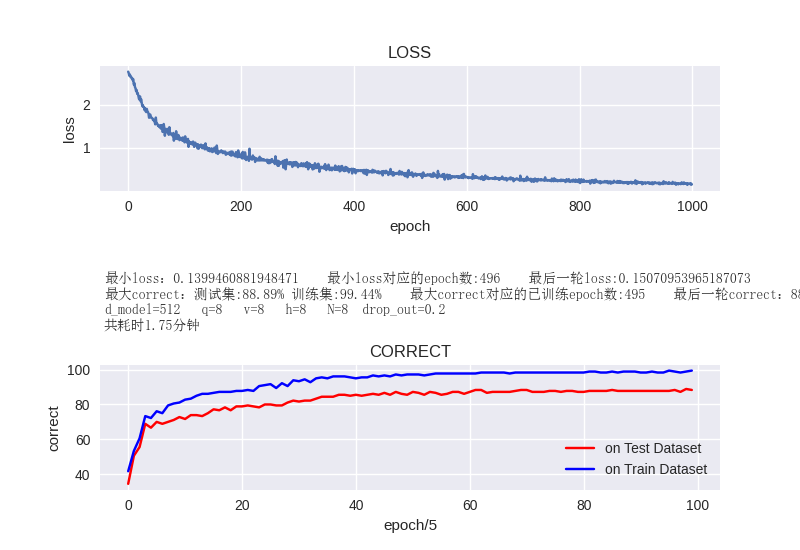 LOSS
2
1
loss
0 200 400 600 800 1000
epoch
最小loss: 0.1399460881948471 最小loss对应的epoch数:496 最后一轮loss:0.15070953965187073
最大correct: 测试集:88.89% 训练集:99.44% 最大correct对应的已训练epoch数:495 最后一轮correct: 88
d_model=512 q=8 v=8 h=8 N=8 drop_out=0.2
共耗时1.75分钟
CORRECT
100
80
60
40
correct
on Test Dataset
on Train Dataset
0 20 40 60 80 100
epoch/5